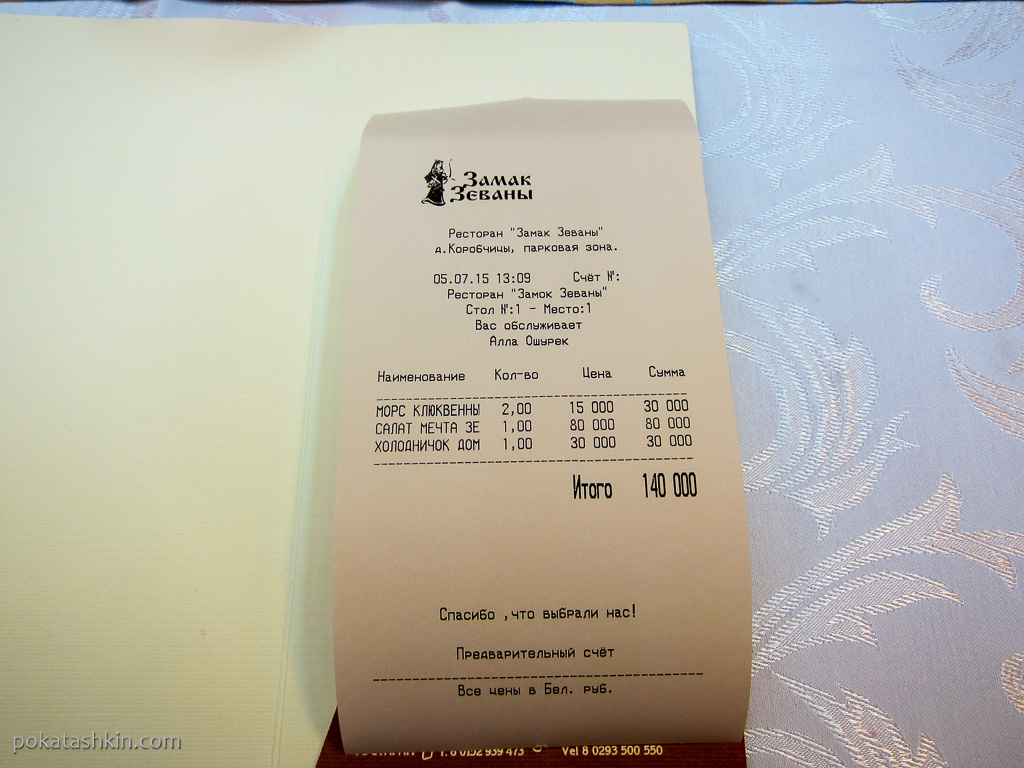 Замак
Зеваны
Ресторан "Замак Зеваны"
д.Коробчицы, парковая зона.
05.07.15 13:09 Счёт №:
Ресторан "Замок Зеваны"
Стол №:1 - Место:1
Вас обслуживает
Алла Ошурек
Наименование Кол-во Цена Сумма
МОРС КЛЮКВЕННЫ 2,00 15 000 30 000
САЛАТ МЕЧТА ЗЕ 1,00 80 000 80 000
ХОЛОДНИЧОК ДОМ 1,00 30 000 30 000
Итого 140 000
Спасибо ,что выбрали нас!
Предварительный счёт
Все цены в Бел. руб.
8 0152 939 473 Vel 8 0293 500 550
pokatashkin.com